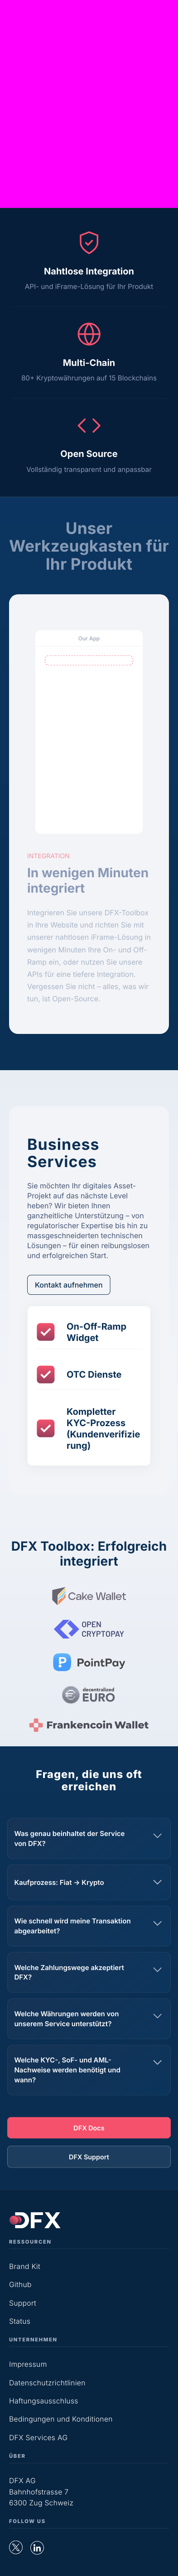 Nahtlose Integration
API- und iFrame-Lösung für Ihr Produkt
Multi-Chain
80+ Kryptowährungen auf 15 Blockchains
Open Source
Vollständig transparent und anpassbar
Unser
Werkzeugkasten für
Ihr Produkt
Our App
INTEGRATION
In wenigen Minuten
integriert
Integrieren Sie unsere DFX-Toolbox
in Ihre Website und richten Sie mit
unserer nahtlosen iFrame-Lösung in
wenigen Minuten Ihre On- und Off-
Ramp ein, oder nutzen Sie unsere
APIs für eine tiefere Integration.
Vergessen Sie nicht – alles, was wir
tun, ist Open-Source.
Business
Services
Sie möchten Ihr digitales Asset-
Projekt auf das nächste Level
heben? Wir bieten Ihnen
ganzheitliche Unterstützung – von
regulatorischer Expertise bis hin zu
massgeschneiderten technischen
Lösungen – für einen reibungslosen
und erfolgreichen Start.
Kontakt aufnehmen
On-Off-Ramp
Widget
OTC Dienste
Kompletter
KYC-Prozess
(Kundenverifizie
rung)
DFX Toolbox: Erfolgreich
integriert
Cake Wallet
OPEN
CRYPTOPAY
PointPay
decentralized
EURO
Frankencoin Wallet
Fragen, die uns oft
erreichen
Was genau beinhaltet der Service
von DFX?
Kaufprozess: Fiat → Krypto
Wie schnell wird meine Transaktion
abgearbeitet?
Welche Zahlungswege akzeptiert
DFX?
Welche Währungen werden von
unserem Service unterstützt?
Welche KYC-, SoF- und AML-
Nachweise werden benötigt und
wann?
DFX Docs
DFX Support
DFX
RESSOURCEN
Brand Kit
Github
Support
Status
UNTERNEHMEN
Impressum
Datenschutzrichtlinien
Haftungsausschluss
Bedingungen und Konditionen
DFX Services AG
ÜBER
DFX AG
Bahnhofstrasse 7
6300 Zug Schweiz
FOLLOW US